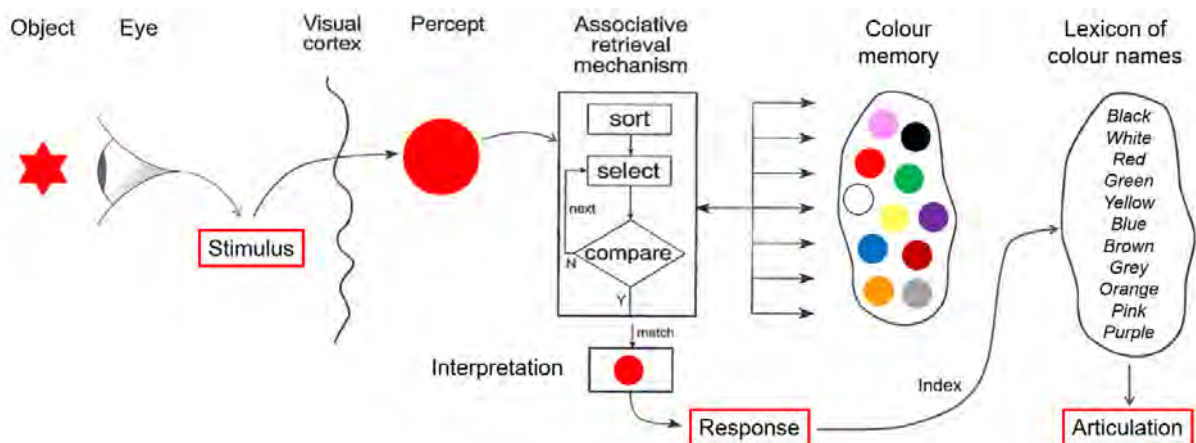 Object
Eye
Visual
cortex
Percept
Associative
retrieval
mechanism
Colour
memory
Lexicon of
colour names
sort
select
next
compare
N
Y
match
Stimulus
Interpretation
Response
Index
Black
White
Red
Green
Yellow
Blue
Brown
Grey
Orange
Pink
Purple
Articulation